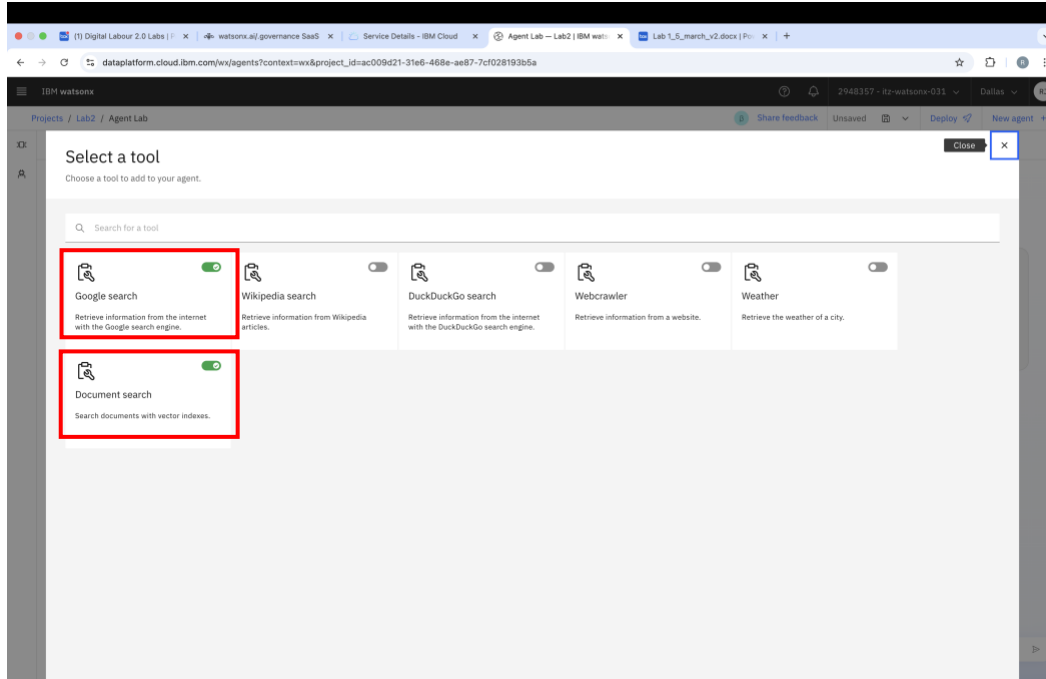 (1) Digital Labour 2.0 Labs |
watsonx.ai/.governance SaaS
Service Details - IBM Cloud
Agent Lab — Lab2 | IBM wats
Lab 1_5_march_v2.docx | Po
dataplatform.cloud.ibm.com/wx/agents?context=wx&project_id=ac009d21-31e6-468e-ae87-7cf028193b5a
R
IBM watsonx
2948357 - itz-watsonx-031
Dallas
Projects / Lab2 / Agent Lab
Share feedback
Unsaved
Deploy
New agent +
Select a tool
Close
Choose a tool to add to your agent.
Search for a tool
Google search
Retrieve information from the internet
with the Google search engine.
Wikipedia search
Retrieve information from Wikipedia
articles.
DuckDuckGo search
Retrieve information from the internet
with the DuckDuckGo search engine.
Webcrawler
Retrieve information from a website.
Weather
Retrieve the weather of a city.
Document search
Search documents with vector indexes.